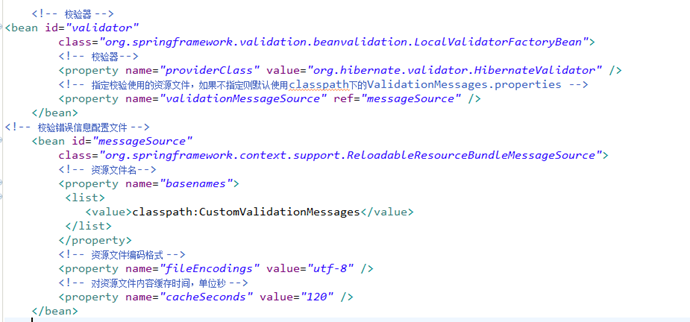 <!-- 校验器 -->
<bean id="validator"
class="org.springframework.validation.beanvalidation.LocalValidatorFactoryBean">
<!-- 校验器-->
<property name="providerClass" value="org.hibernate.validator.HibernateValidator" />
<!-- 指定校验使用的资源文件，如果不指定则默认使用classpath下的ValidationMessages.properties -->
<property name="validationMessageSource" ref="messageSource" />
</bean>
<!-- 校验错误信息配置文件 -->
<bean id="messageSource"
class="org.springframework.context.support.ReloadableResourceBundleMessageSource">
<!-- 资源文件名-->
<property name="basenames">
<list>
<value>classpath:CustomValidationMessages</value>
</list>
</property>
<!-- 资源文件编码格式 -->
<property name="fileEncodings" value="utf-8" />
<!-- 对资源文件内容缓存时间，单位秒 -->
<property name="cacheSeconds" value="120" />
</bean>